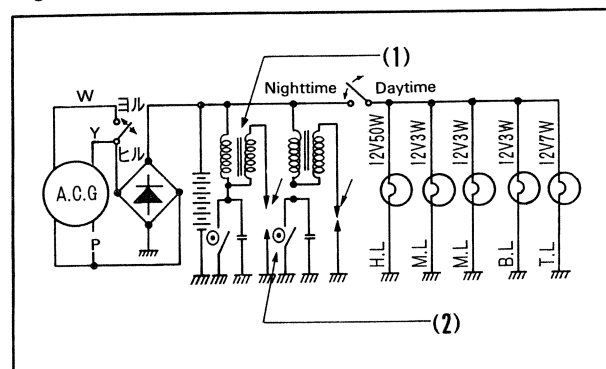 (1)
Nighttime Daytime
W
ヨル
Y
ヒル
A.C.G
P
12V50W
12V3W
12V3W
12V3W
12V7W
H.L
M.L
M.L
B.L
T.L
(2)